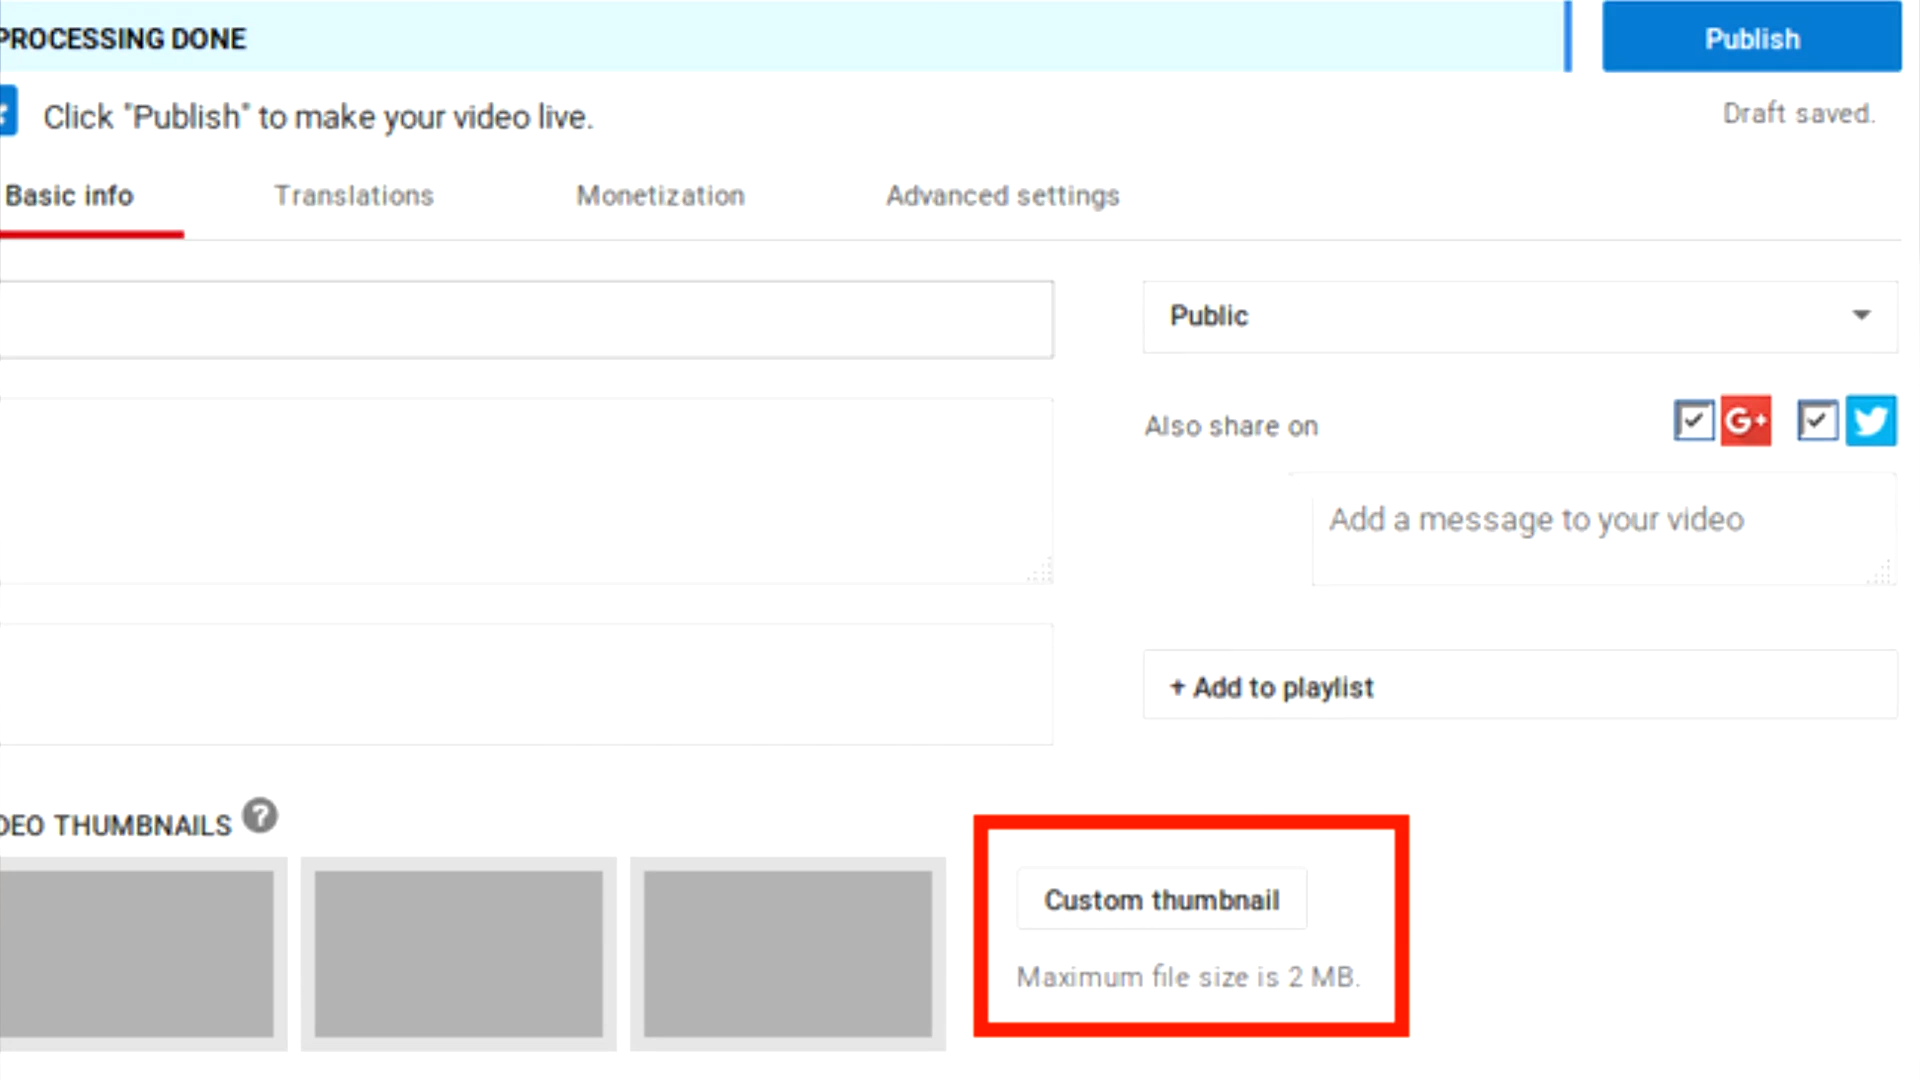 PROCESSING DONE
Publish
Click "Publish" to make your video live.
Draft saved.
Basic info
Translations
Monetization
Advanced settings
Public
Also share on
G+
Add a message to your video
+ Add to playlist
DEO THUMBNAILS ?
Custom thumbnail
Maximum file size is 2 MB.